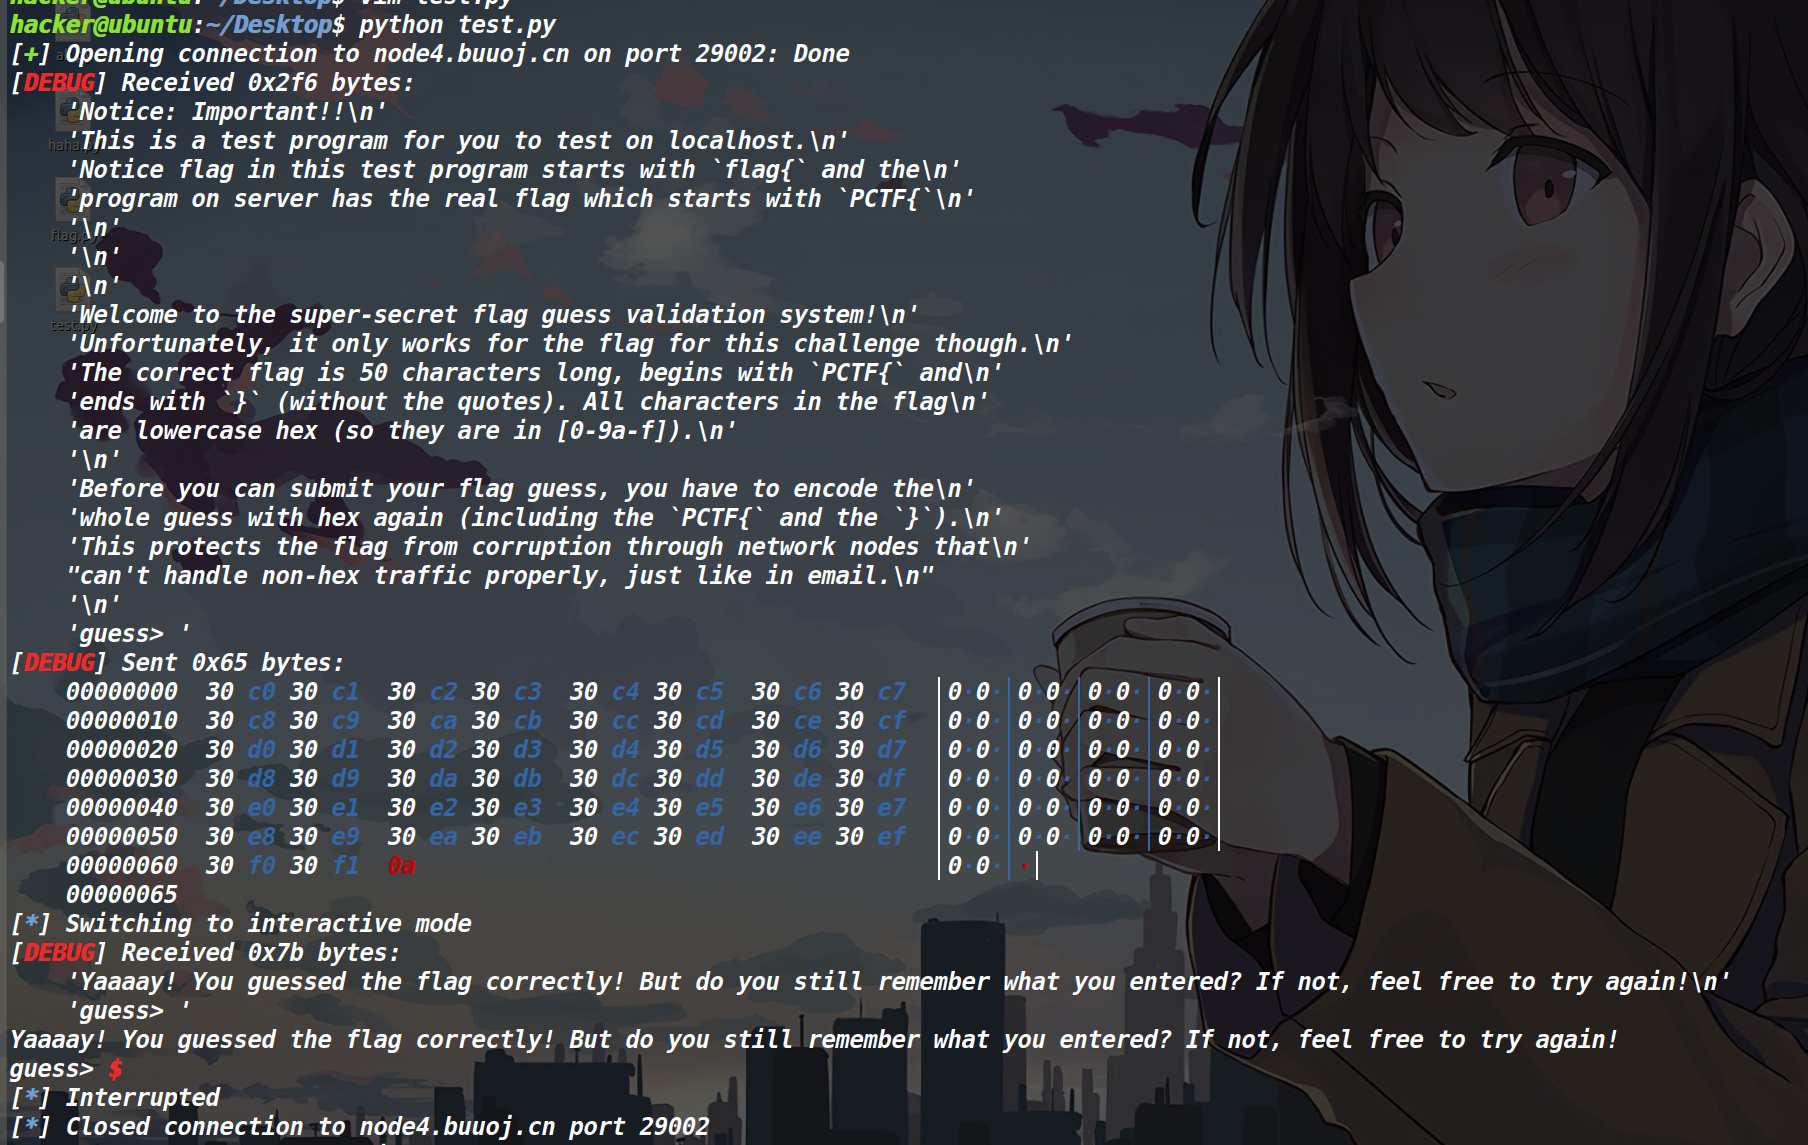 hacker@ubuntu:~/Desktop$ vim test.py
hacker@ubuntu:~/Desktop$ python test.py
[+] Opening connection to node4.buuoj.cn on port 29002: Done
[DEBUG] Received 0x2f6 bytes:
    'Notice: Important!!\n'
    'This is a test program for you to test on localhost.\n'
    'Notice flag in this test program starts with `flag{` and the\n'
    'program on server has the real flag which starts with `PCTF{`\n'
    '\n'
    '\n'
    '\n'
    'Welcome to the super-secret flag guess validation system!\n'
    'Unfortunately, it only works for the flag for this challenge though.\n'
    'The correct flag is 50 characters long, begins with `PCTF{` and\n'
    'ends with `}` (without the quotes). All characters in the flag\n'
    'are lowercase hex (so they are in [0-9a-f]).\n'
    '\n'
    'Before you can submit your flag guess, you have to encode the\n'
    'whole guess with hex again (including the `PCTF{` and the `}`).\n'
    'This protects the flag from corruption through network nodes that\n'
    "can't handle non-hex traffic properly, just like in email.\n"
    '\n'
    'guess> '
[DEBUG] Sent 0x65 bytes:
    00000000  30 c0 30 c1  30 c2 30 c3  30 c4 30 c5  30 c6 30 c7  │0·0·│0·0·│0·0·│0·0·│
    00000010  30 c8 30 c9  30 ca 30 cb  30 cc 30 cd  30 ce 30 cf  │0·0·│0·0·│0·0·│0·0·│
    00000020  30 d0 30 d1  30 d2 30 d3  30 d4 30 d5  30 d6 30 d7  │0·0·│0·0·│0·0·│0·0·│
    00000030  30 d8 30 d9  30 da 30 db  30 dc 30 dd  30 de 30 df  │0·0·│0·0·│0·0·│0·0·│
    00000040  30 e0 30 e1  30 e2 30 e3  30 e4 30 e5  30 e6 30 e7  │0·0·│0·0·│0·0·│0·0·│
    00000050  30 e8 30 e9  30 ea 30 eb  30 ec 30 ed  30 ee 30 ef  │0·0·│0·0·│0·0·│0·0·│
    00000060  30 f0 30 f1  0a                                     │0·0·│·│
    00000065
[*] Switching to interactive mode
[DEBUG] Received 0x7b bytes:
    'Yaaaay! You guessed the flag correctly! But do you still remember what you entered? If not, feel free to try again!\n'
    'guess> '
Yaaaay! You guessed the flag correctly! But do you still remember what you entered? If not, feel free to try again!
guess> $
[*] Interrupted
[*] Closed connection to node4.buuoj.cn port 29002
flag.py
test.py